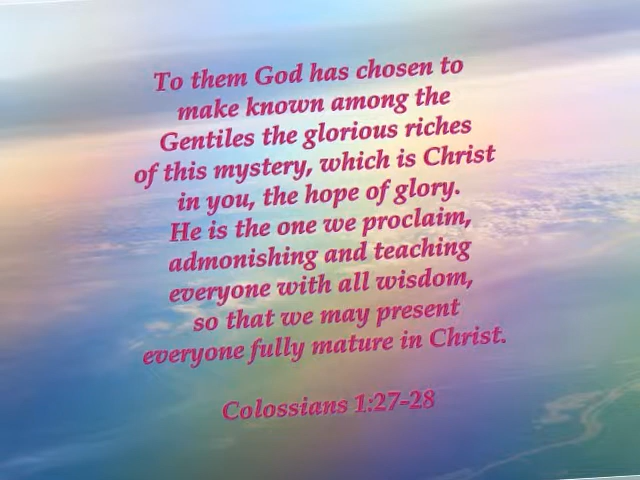 To them God has chosen to
make known among the
Gentiles the glorious riches
of this mystery, which is Christ
in you, the hope of glory.
He is the one we proclaim,
admonishing and teaching
everyone with all wisdom,
so that we may present
everyone fully mature in Christ.
Colossians 1:27-28